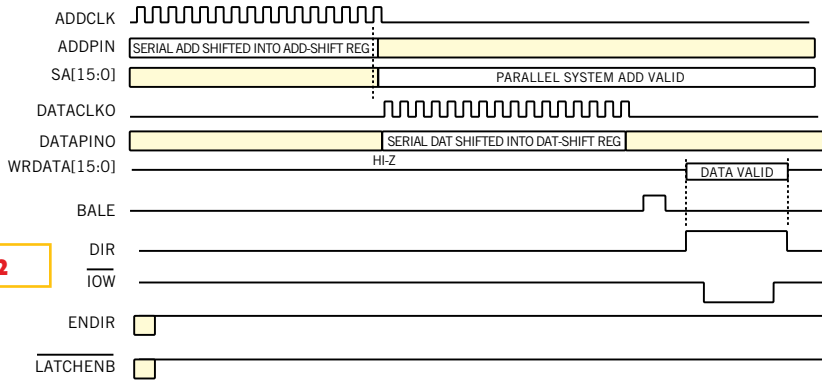 ADDCLK
ADDPIN SERIAL ADD SHIFTED INTO ADD-SHIFT REG
SA[15:0] PARALLEL SYSTEM ADD VALID
DATACLKO
DATAPINO SERIAL DAT SHIFTED INTO DAT-SHIFT REG
HI-Z
WRDATA[15:0] DATA VALID
BALE
DIR
2
IOW
ENDIR
LATCHENB